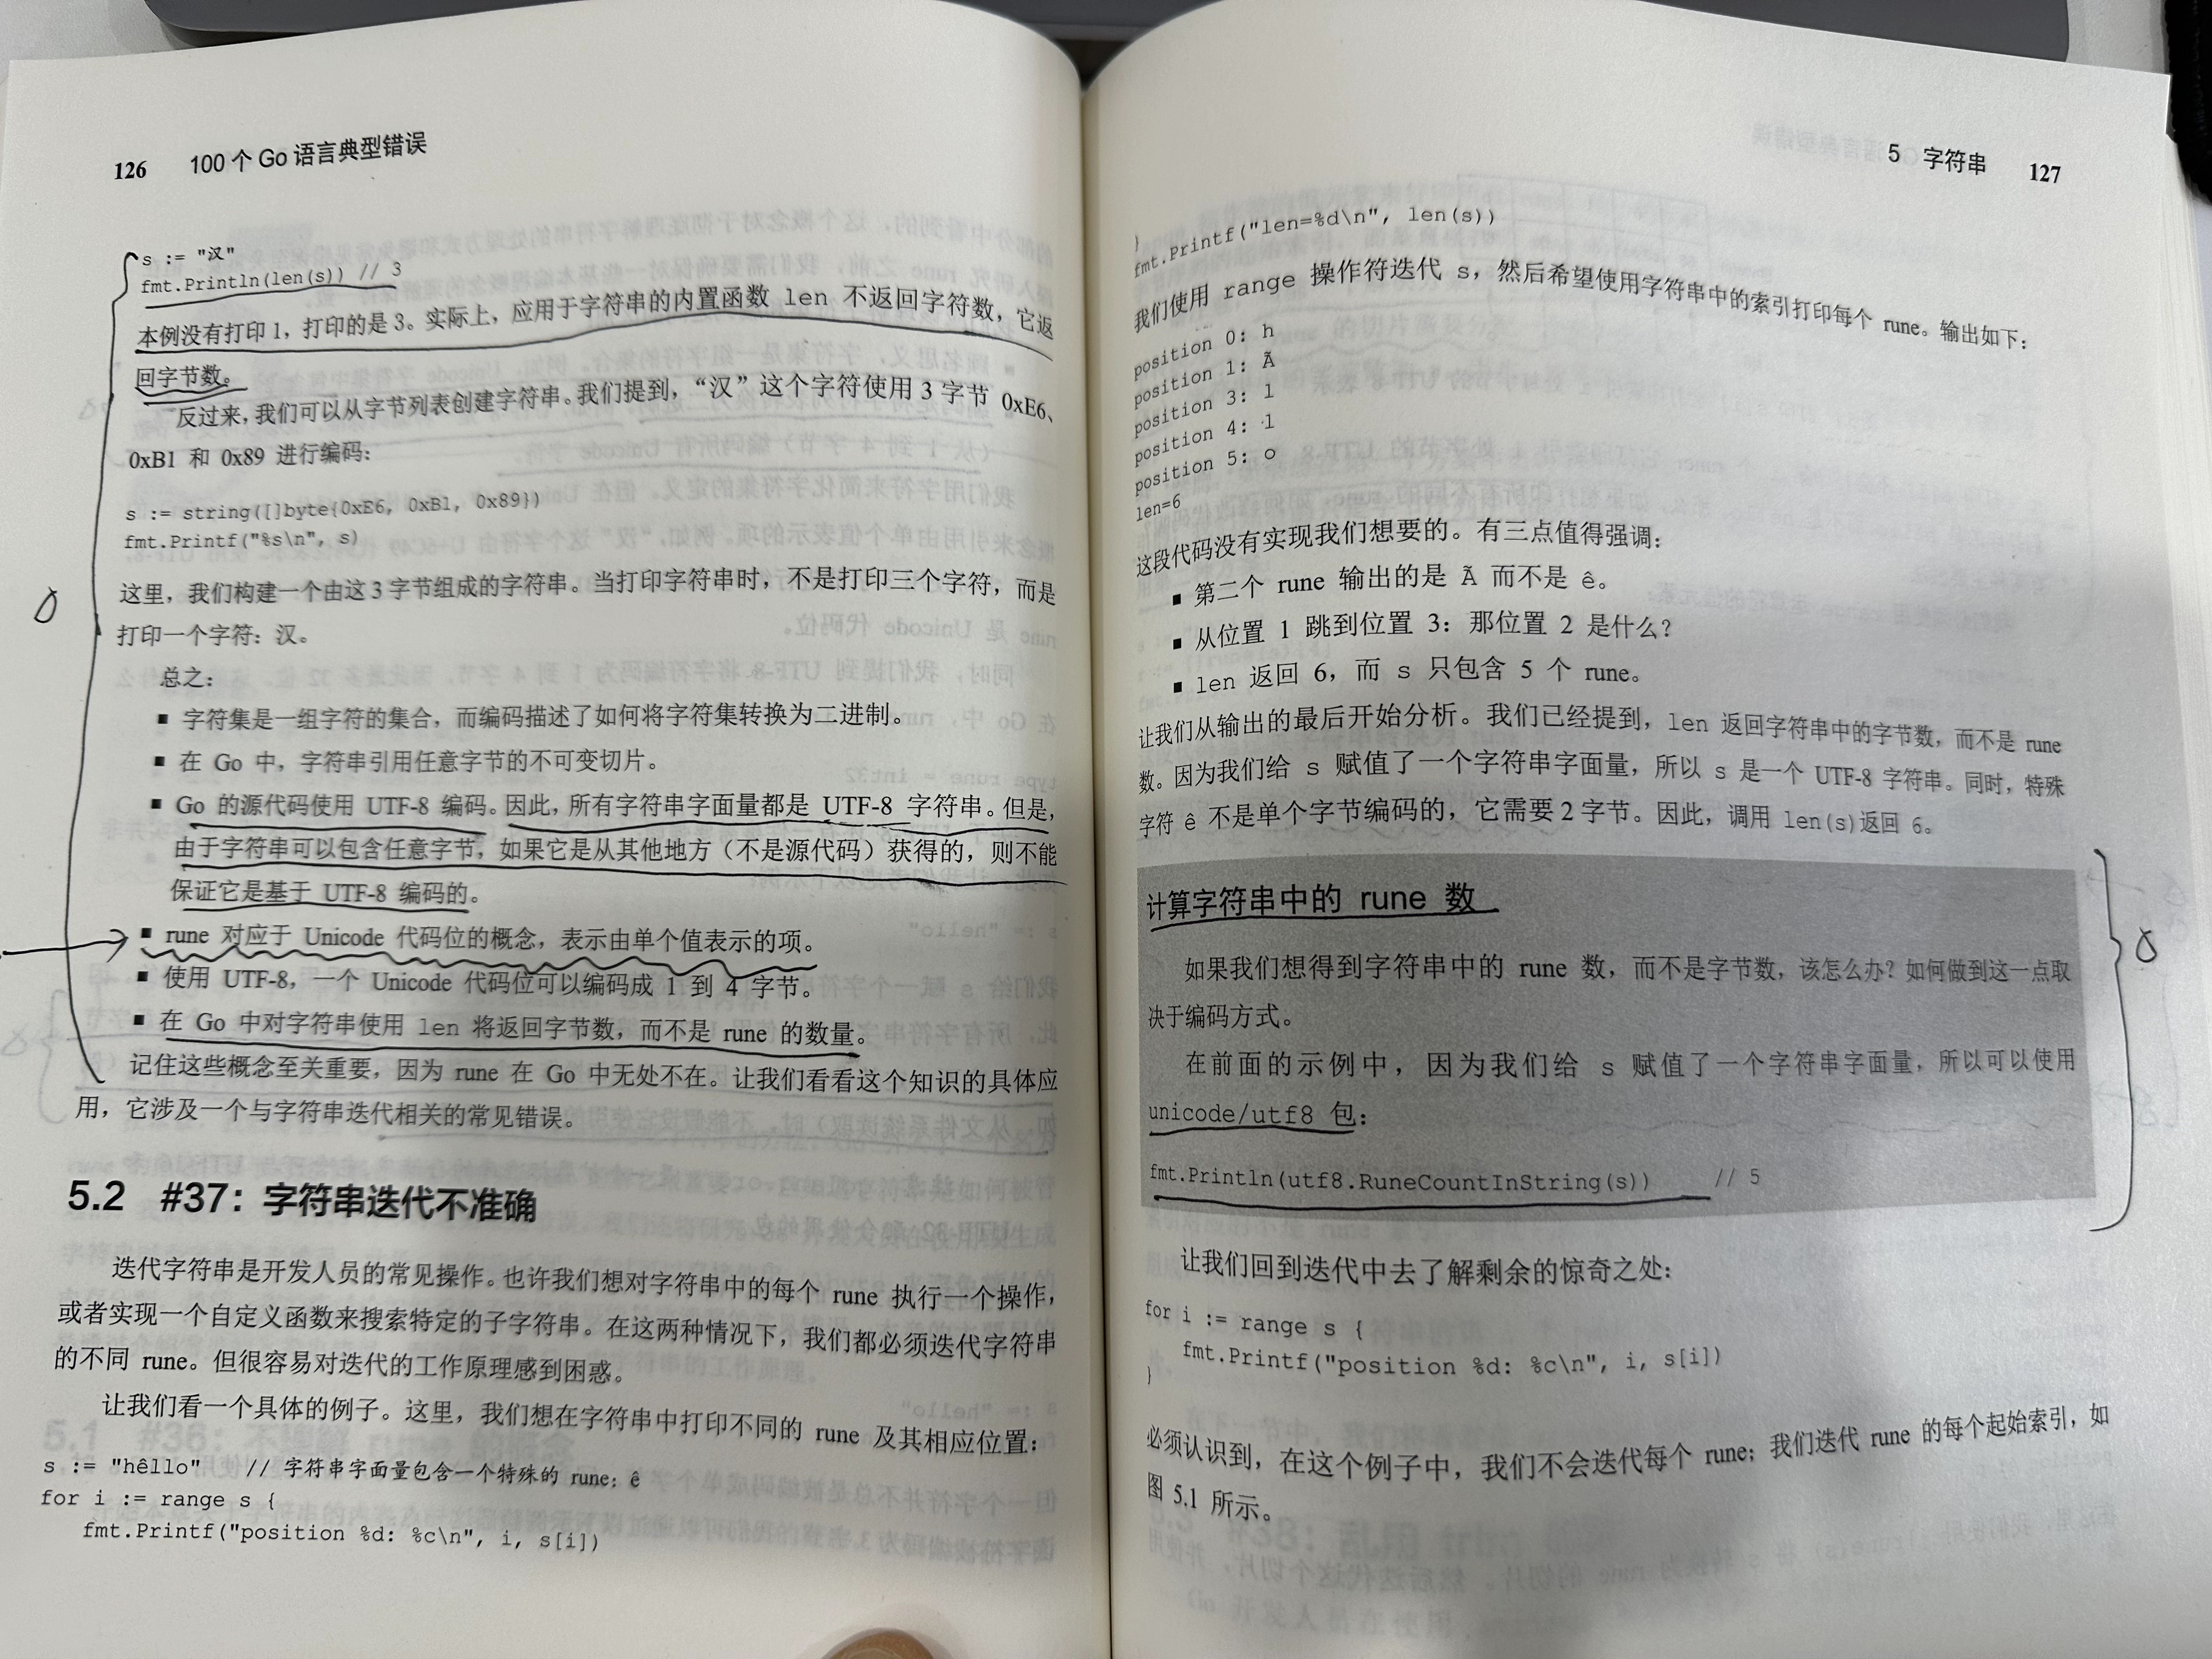 126 100 个 Go 语言典型错误
s := "汉"
fmt.Println(len(s)) // 3
本例没有打印 1，打印的是 3。实际上，应用于字符串的内置函数 len 不返回字符数，它返
回字节数。
反过来，我们可以从字节列表创建字符串。我们提到，“汉”这个字符使用 3 字节 0xE6、
0xB1 和 0x89 进行编码：
s := string([]byte{0xE6, 0xB1, 0x89})
fmt.Printf("%s\n", s)
这里，我们构建一个由这 3 字节组成的字符串。当打印字符串时，不是打印三个字符，而是
打印一个字符：汉。
总之：
■ 字符集是一组字符的集合，而编码描述了如何将字符集转换为二进制。
■ 在 Go 中，字符串引用任意字节的不可变切片。
■ Go 的源代码使用 UTF-8 编码。因此，所有字符串字面量都是 UTF-8 字符串。但是，
由于字符串可以包含任意字节，如果它是从其他地方（不是源代码）获得的，则不能
保证它是基于 UTF-8 编码的。
■ rune 对应于 Unicode 代码位的概念，表示由单个值表示的项。
■ 使用 UTF-8，一个 Unicode 代码位可以编码成 1 到 4 字节。
■ 在 Go 中对字符串使用 len 将返回字节数，而不是 rune 的数量。
记住这些概念至关重要，因为 rune 在 Go 中无处不在。让我们看看这个知识的具体应
用，它涉及一个与字符串迭代相关的常见错误。
5.2 #37：字符串迭代不准确
迭代字符串是开发人员的常见操作。也许我们想对字符串中的每个 rune 执行一个操作，
或者实现一个自定义函数来搜索特定的子字符串。在这两种情况下，我们都必须迭代字符串
的不同 rune。但很容易对迭代的工作原理感到困惑。
让我们看一个具体的例子。这里，我们想在字符串中打印不同的 rune 及其相应位置：
s := "hêllo" // 字符串字面量包含一个特殊的 rune：ê
for i := range s {
fmt.Printf("position %d: %c\n", i, s[i])
5 字符串 127
}
fmt.Printf("len=%d\n", len(s))
我们使用 range 操作符迭代 s，然后希望使用字符串中的索引打印每个 rune。输出如下：
position 0: h
position 1: Ã
position 3: l
position 4: l
position 5: o
len=6
这段代码没有实现我们想要的。有三点值得强调：
■ 第二个 rune 输出的是 Ã 而不是 ê。
■ 从位置 1 跳到位置 3：那位置 2 是什么？
■ len 返回 6，而 s 只包含 5 个 rune。
让我们从输出的最后开始分析。我们已经提到，len 返回字符串中的字节数，而不是 rune
数。因为我们给 s 赋值了一个字符串字面量，所以 s 是一个 UTF-8 字符串。同时，特殊
字符 ê 不是单个字节编码的，它需要 2 字节。因此，调用 len(s)返回 6。
计算字符串中的 rune 数
如果我们想得到字符串中的 rune 数，而不是字节数，该怎么办？如何做到这一点取
决于编码方式。
在前面的示例中，因为我们给 s 赋值了一个字符串字面量，所以可以使用
unicode/utf8 包：
fmt.Println(utf8.RuneCountInString(s)) // 5
让我们回到迭代中去了解剩余的惊奇之处：
for i := range s {
fmt.Printf("position %d: %c\n", i, s[i])
}
必须认识到，在这个例子中，我们不会迭代每个 rune；我们迭代 rune 的每个起始索引，如
图 5.1 所示。